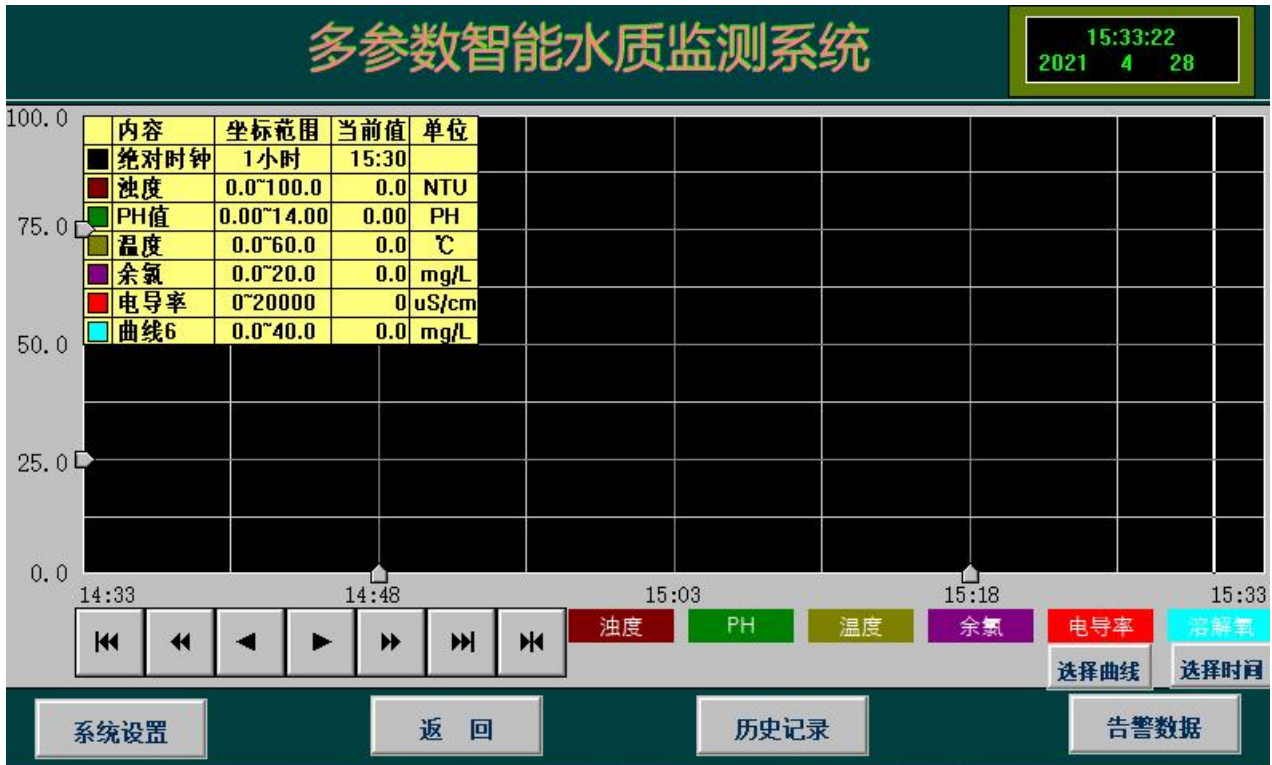 多参数智能水质监测系统
15:33:22
2021 4 28
100.0
75.0
50.0
25.0
0.0
内容 坐标范围 当前值 单位
绝对时钟 1小时 15:30
浊度 0.0~100.0 0.0 NTU
PH值 0.00~14.00 0.00 PH
温度 0.0~60.0 0.0 ℃
余氯 0.0~20.0 0.0 mg/L
电导率 0~20000 0 uS/cm
曲线6 0.0~40.0 0.0 mg/L
14:33 14:48 15:03 15:18 15:33
浊度 PH 温度 余氯 电导率 溶解氧
选择曲线 选择时间
系统设置 返 回 历史记录 告警数据